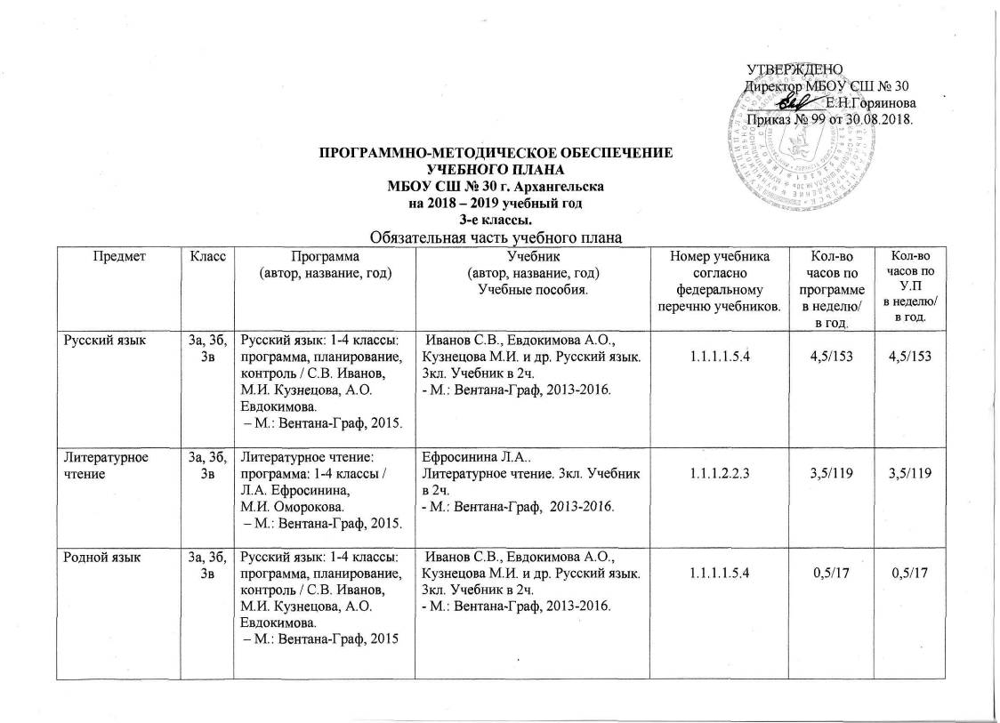 УТВЕРЖДЕНО
Директор МБОУ СШ № 30
Е.Н.Горяинова
Приказ № 99 от 30.08.2018.
ПРОГРАММНО-МЕТОДИЧЕСКОЕ ОБЕСПЕЧЕНИЕ
УЧЕБНОГО ПЛАНА
МБОУ СШ № 30 г. Архангельска
на 2018 – 2019 учебный год
3-е классы.
Обязательная часть учебного плана
Предмет
Класс
Программа
(автор, название, год)
Учебник
(автор, название, год)
Учебные пособия.
Номер учебника
согласно
федеральному
перечню учебников.
Кол-во
часов по
программе
в неделю/
в год.
Кол-во
часов по
У.П
в неделю/
в год.
Русский язык
3а, 3б,
3в
Русский язык: 1-4 классы:
программа, планирование,
контроль / С.В. Иванов,
М.И. Кузнецова, А.О.
Евдокимова.
– М.: Вентана-Граф, 2015.
Иванов С.В., Евдокимова А.О.,
Кузнецова М.И. и др. Русский язык.
3кл. Учебник в 2ч.
- М.: Вентана-Граф, 2013-2016.
1.1.1.1.5.4
4,5/153
4,5/153
Литературное
чтение
3а, 3б,
3в
Литературное чтение:
программа: 1-4 классы /
Л.А. Ефросинина,
М.И. Оморокова.
– М.: Вентана-Граф, 2015.
Ефросинина Л.А..
Литературное чтение. 3кл. Учебник
в 2ч.
- М.: Вентана-Граф, 2013-2016.
1.1.1.2.2.3
3,5/119
3,5/119
Родной язык
3а, 3б,
3в
Русский язык: 1-4 классы:
программа, планирование,
контроль / С.В. Иванов,
М.И. Кузнецова, А.О.
Евдокимова.
– М.: Вентана-Граф, 2015
Иванов С.В., Евдокимова А.О.,
Кузнецова М.И. и др. Русский язык.
3кл. Учебник в 2ч.
- М.: Вентана-Граф, 2013-2016.
1.1.1.1.5.4
0,5/17
0,5/17